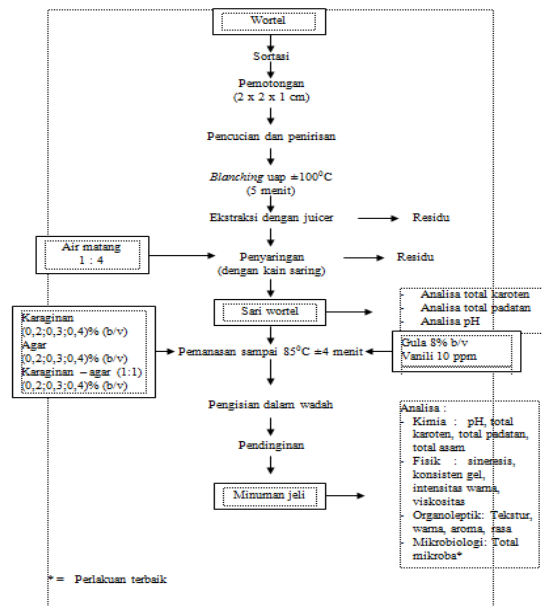 Wortel
Sortasi
Pemotongan
(2 x 2 x 1 cm)
Pencucian dan penirisan
Blanching uap ±100⁰C
(5 menit)
Ekstraksi dengan juicer
Residu
Air matang
1 : 4
Penyaringan
(dengan kain saring)
Residu
Sari wortel
- Analisa total karoten
- Analisa total padatan
- Analisa pH
Karaginan
(0,2;0,3;0,4)% (b/v)
Agar
(0,2;0,3;0,4)% (b/v)
Karaginan – agar (1:1)
(0,2;0,3;0,4)% (b/v)
Pemanasan sampai 85⁰C ±4 menit
Gula 8% b/v
Vanili 10 ppm
Pengisian dalam wadah
Pendinginan
Minuman jeli
Analisa :
- Kimia : pH, total
karoten, total padatan,
total asam
- Fisik : sineresis,
konsisten gel,
intensitas warna,
viskositas
- Organoleptik: Tekstur,
warna, aroma, rasa
- Mikrobiologi: Total
mikroba*
* = Perlakuan terbaik